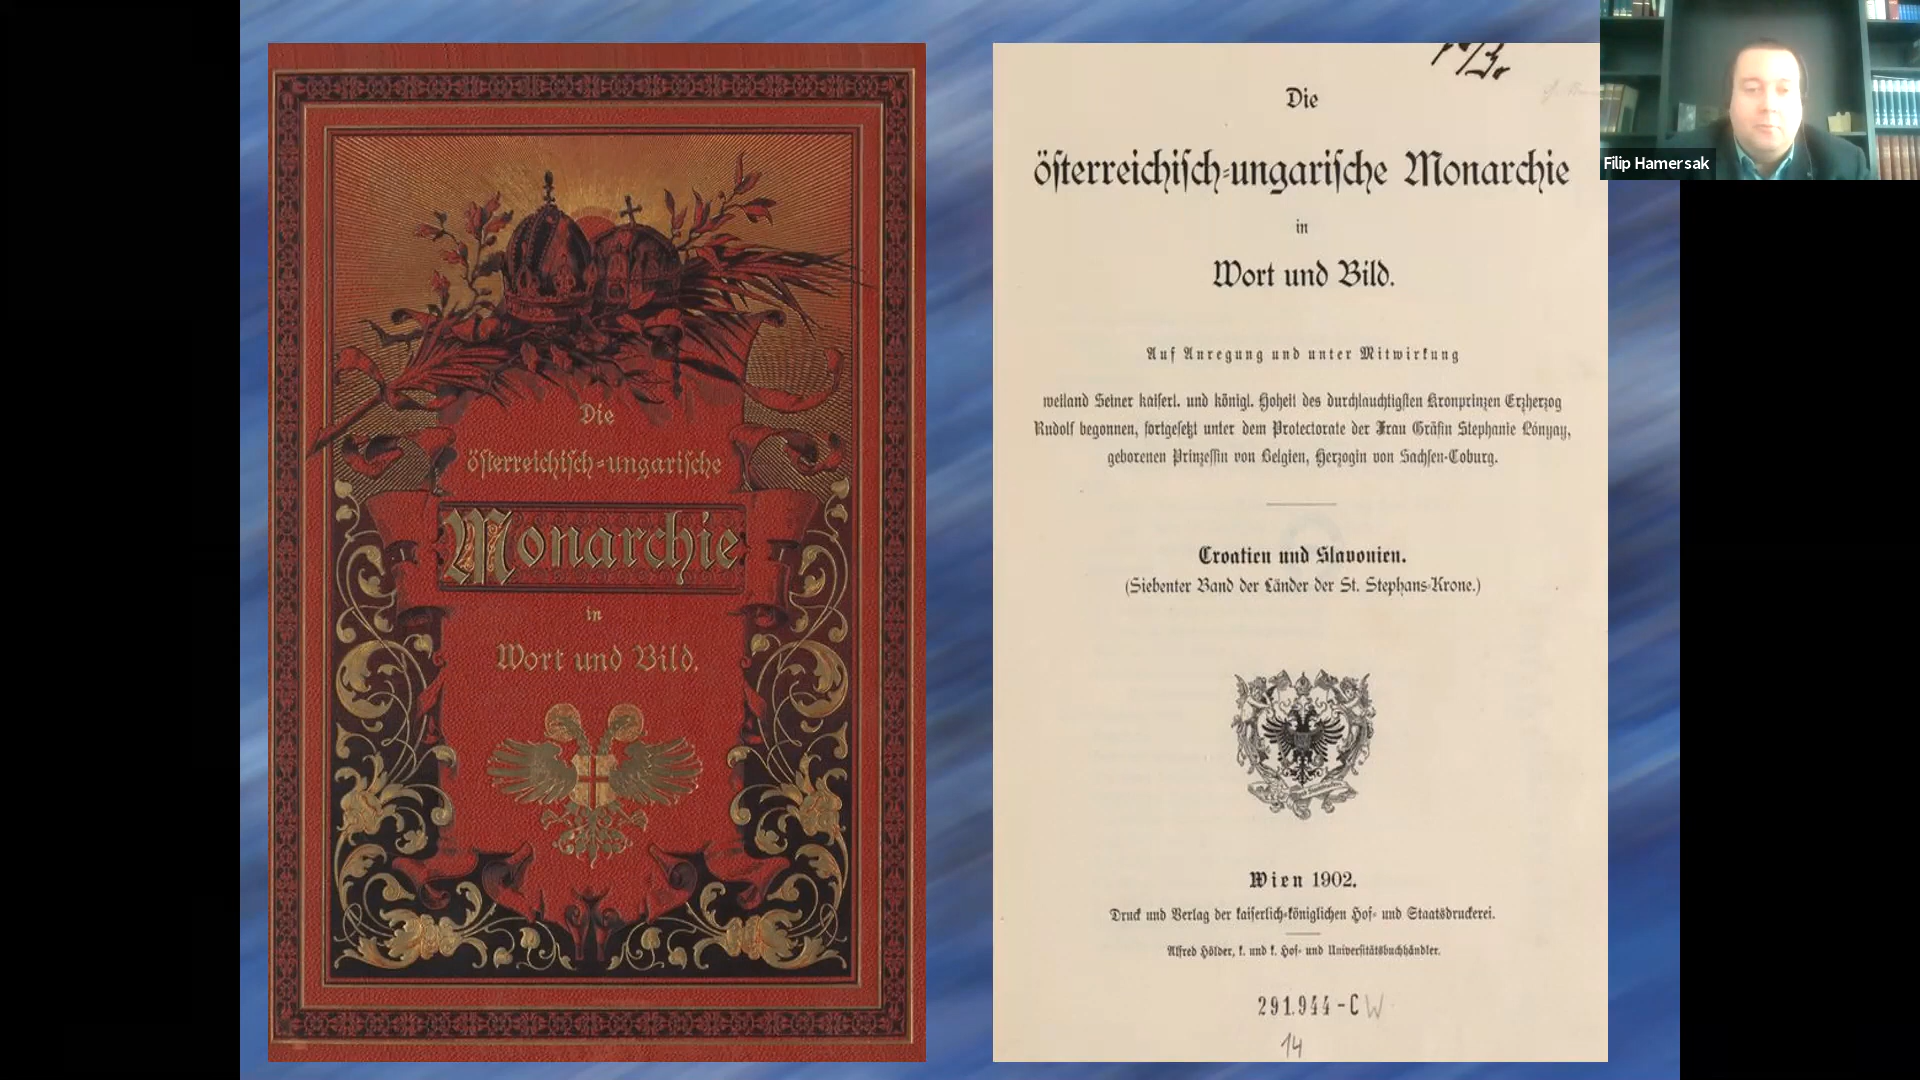 Die
österreichisch-ungarische
Monarchie
in
Wort und Bild.
Die
österreichisch-ungarische Monarchie
in
Wort und Bild.
Auf Anregung und unter Mitwirkung
weiland Seiner kaiserl. und königl. Hoheit des durchlauchtigsten Kronprinzen Erzherzog
Rudolf begonnen, fortgesetzt unter dem Protectorate der Frau Gräfin Stephanie Lónyay,
geborenen Prinzessin von Belgien, Herzogin von Sachsen-Coburg.
Croatien und Slavonien.
(Siebenter Band der Länder der St. Stephans-Krone.)
Wien 1902.
Druck und Verlag der kaiserlich-königlichen Hof- und Staatsdruckerei.
Alfred Hölder, k. und k. Hof- und Universitätsbuchhändler.
291.944-C W
14
Filip Hamersak